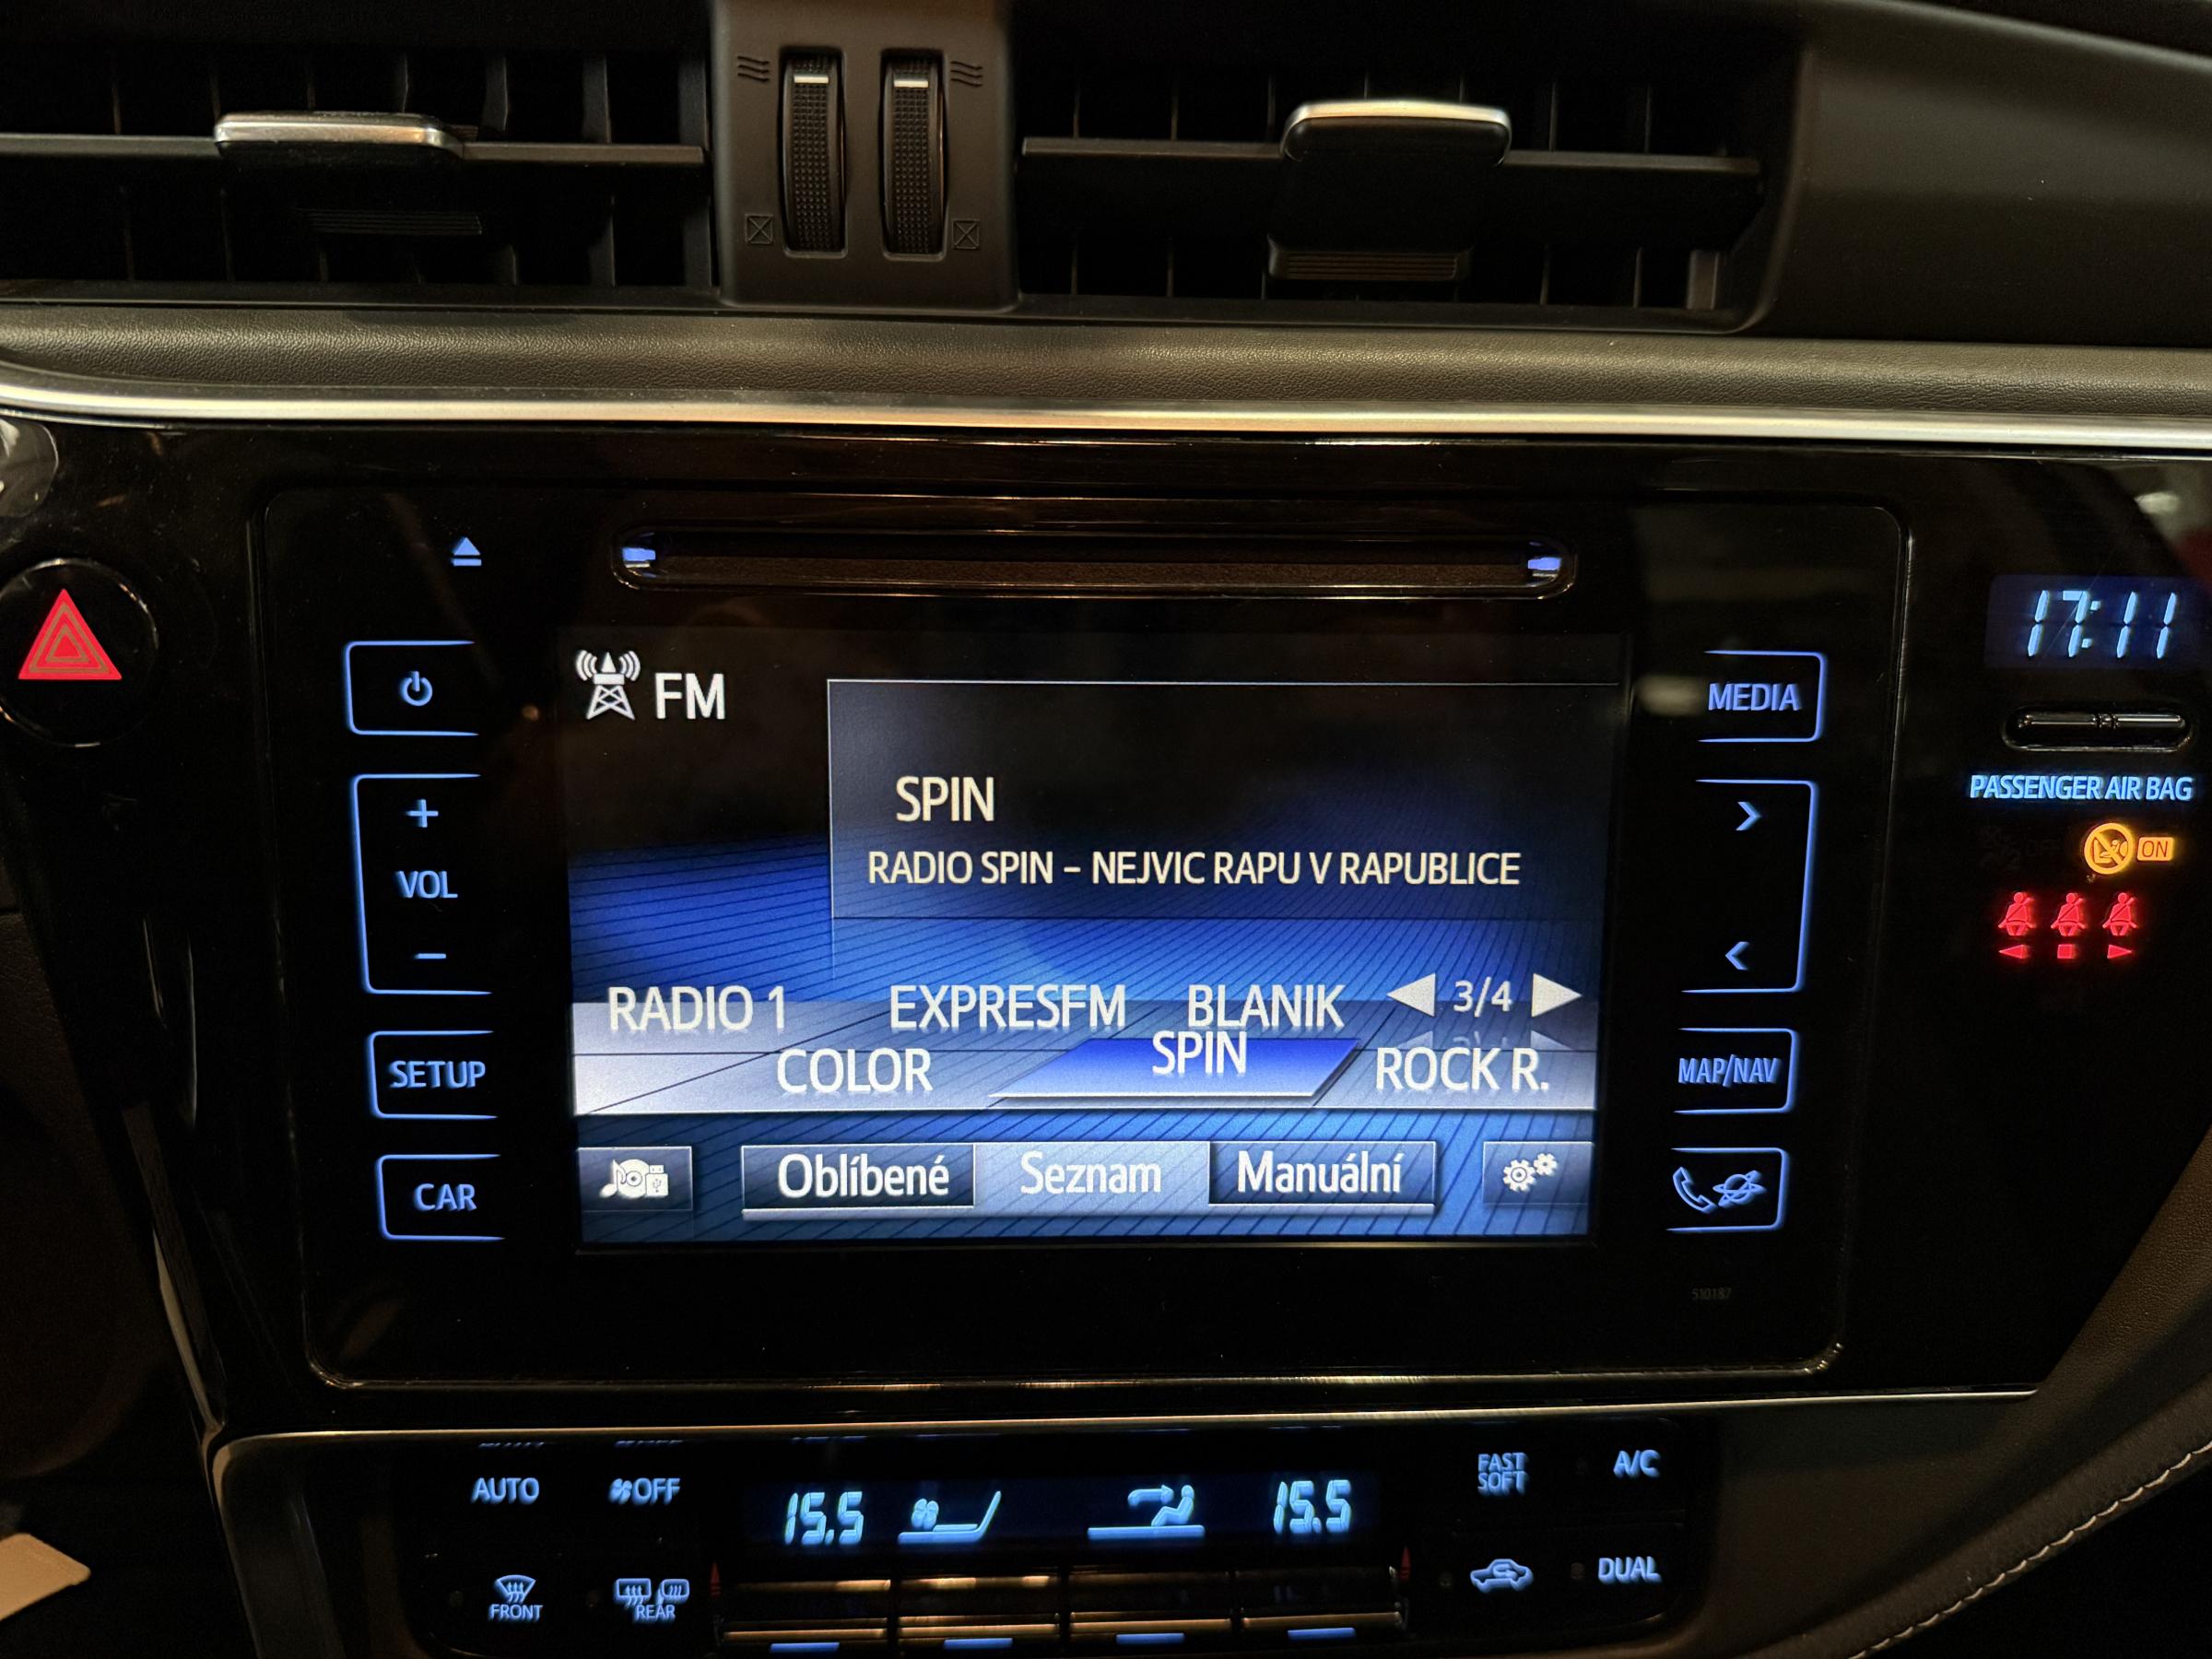 FM
17:11
MEDIA
SPIN
PASSENGER AIR BAG
VOL
RADIO SPIN – NEJVIC RAPU V RAPUBLICE
ON
RADIO 1 EXPRESFM BLANIK 3/4
SETUP
COLOR SPIN ROCK R.
MAP/NAV
CAR
Oblíbené Seznam Manuální
510187
AUTO OFF 15.5 15.5 FAST SOFT A/C
FRONT REAR DUAL